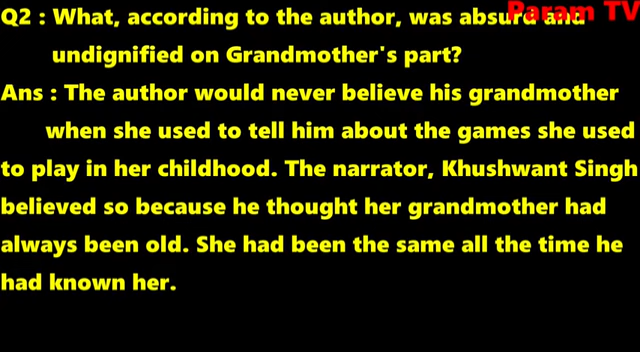 Q2 : What, according to the author, was absurd and
Param TV
undignified on Grandmother's part?
Ans : The author would never believe his grandmother
when she used to tell him about the games she used
to play in her childhood. The narrator, Khushwant Singh
believed so because he thought her grandmother had
always been old. She had been the same all the time he
had known her.